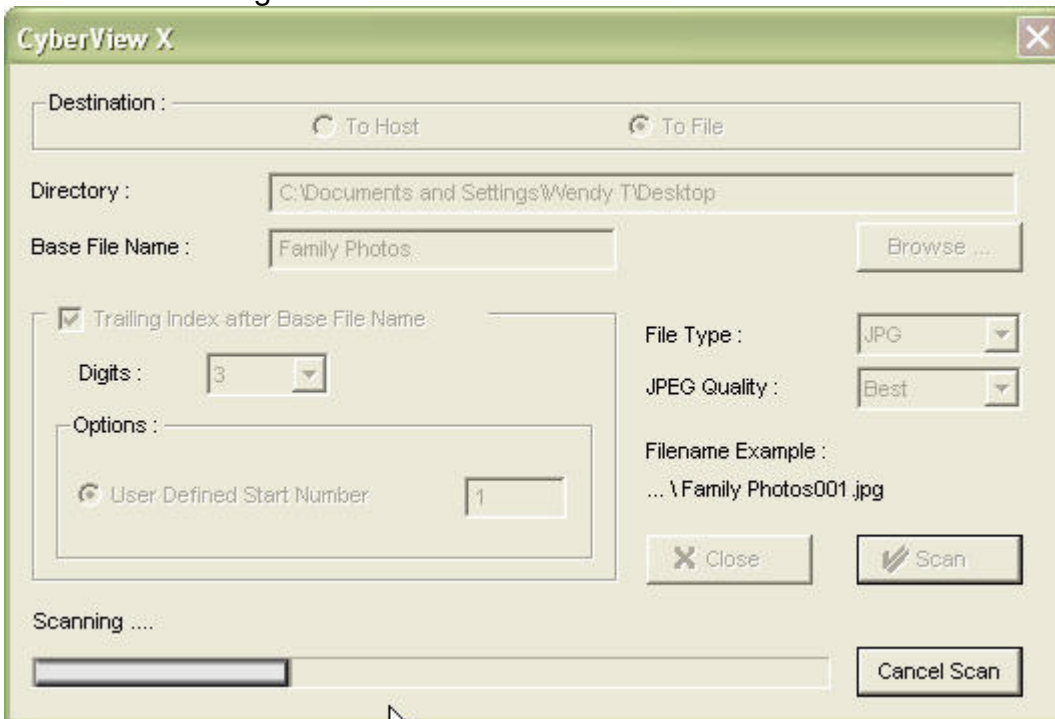 CyberView X
Destination :
To Host To File
Directory : C:\Documents and Settings\Wendy T\Desktop
Base File Name : Family Photos Browse ...
Trailing Index after Base File Name
File Type : JPG
Digits : 3
JPEG Quality : Best
Options :
Filename Example :
User Defined Start Number 1
... \ Family Photos001.jpg
Close Scan
Scanning ....
Cancel Scan